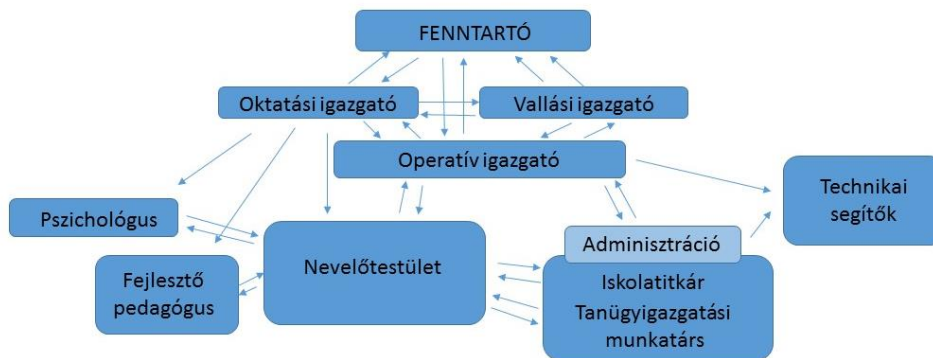 FENNTARTÓ
Oktatási igazgató
Vallási igazgató
Operatív igazgató
Technikai
segítők
Pszichológus
Adminisztráció
Nevelőtestület
Fejlesztő
pedagógus
Iskolatitkár
Tanügyigazgatási
munkatárs